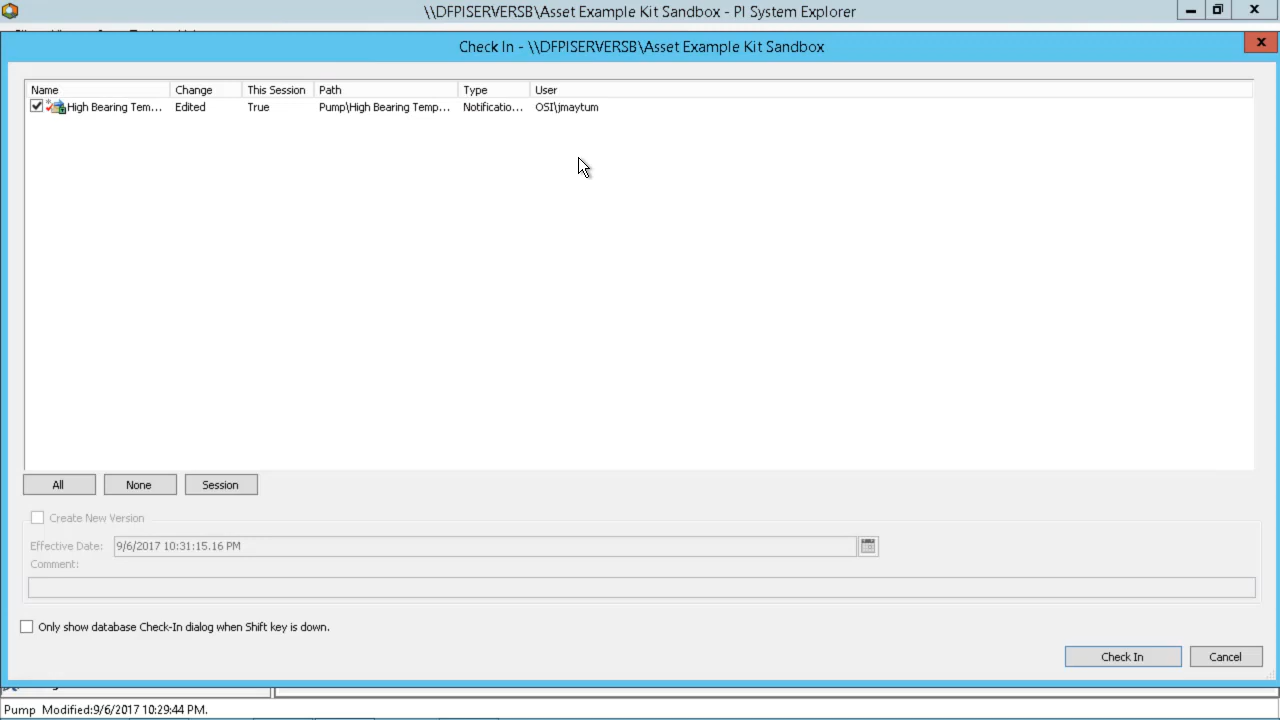 \\DFPISERVERSB\Asset Example Kit Sandbox - PI System Explorer
Check In - \\DFPISERVERSB\Asset Example Kit Sandbox
Name Change This Session Path Type User
High Bearing Tem... Edited True Pump\High Bearing Temp... Notificatio... OSI\jmaytum
All None Session
Create New Version
Effective Date: 9/6/2017 10:31:15.16 PM
Comment:
Only show database Check-In dialog when Shift key is down.
Check In Cancel
Pump Modified:9/6/2017 10:29:44 PM.